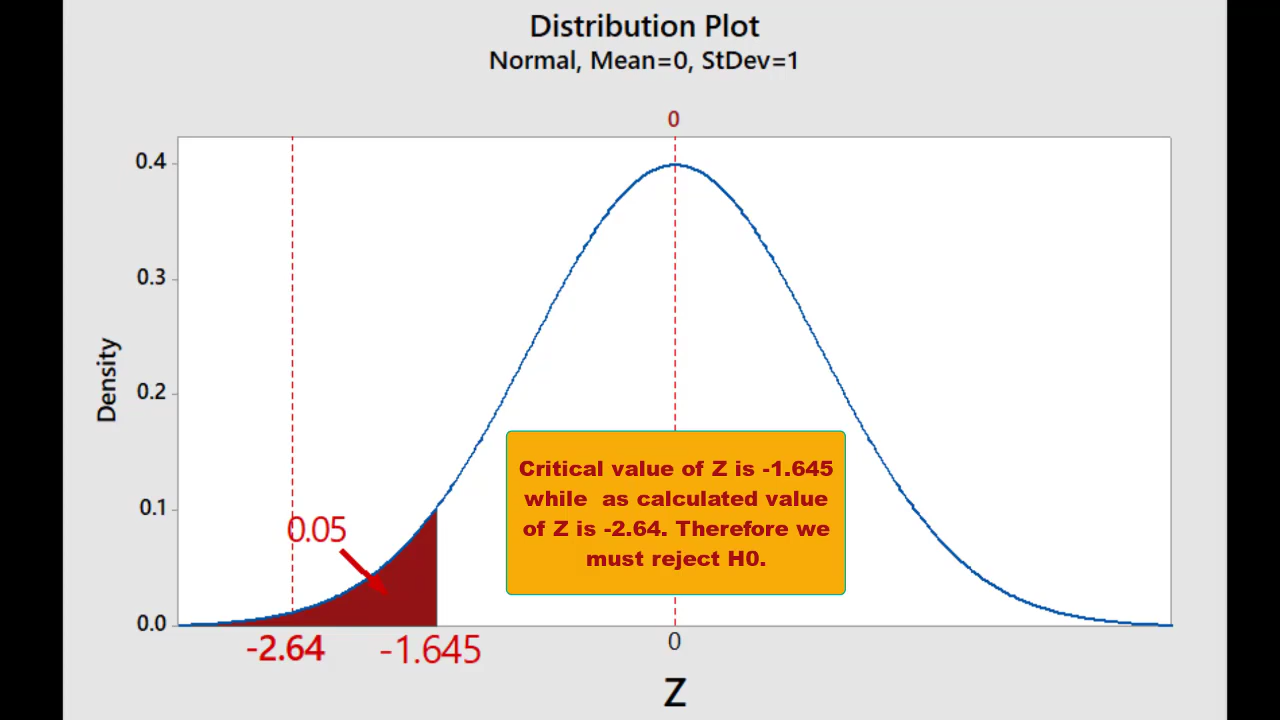 Distribution Plot
Normal, Mean=0, StDev=1
0
0.4
0.3
0.2
0.1
0.0
Density
0.05
Critical value of Z is -1.645
while as calculated value
of Z is -2.64. Therefore we
must reject H0.
-2.64
-1.645
0
Z